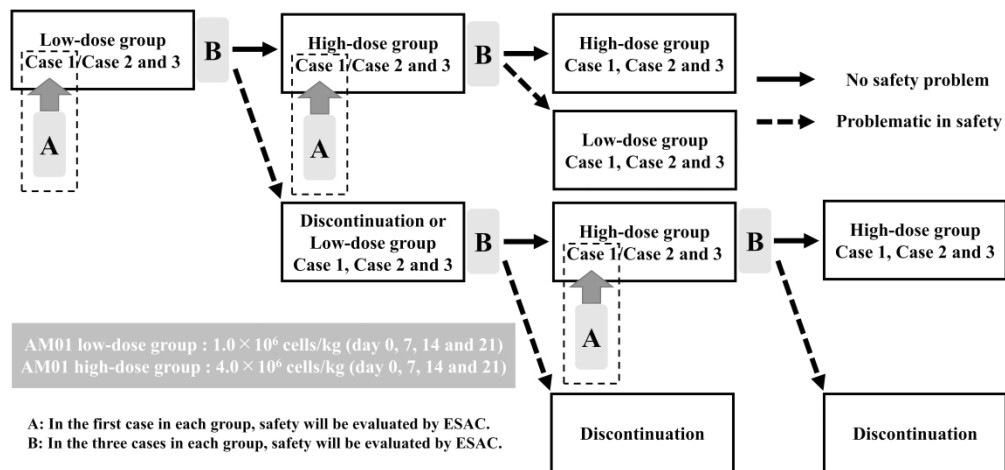 Low-dose group
Case 1/Case 2 and 3
B
High-dose group
Case 1/Case 2 and 3
B
High-dose group
Case 1, Case 2 and 3
No safety problem
Problematic in safety
A
A
Low-dose group
Case 1, Case 2 and 3
Discontinuation or
Low-dose group
Case 1, Case 2 and 3
B
High-dose group
Case 1/Case 2 and 3
B
High-dose group
Case 1, Case 2 and 3
A
AM01 low-dose group : 1.0×10⁶ cells/kg (day 0, 7, 14 and 21)
AM01 high-dose group : 4.0×10⁶ cells/kg (day 0, 7, 14 and 21)
A: In the first case in each group, safety will be evaluated by ESAC.
B: In the three cases in each group, safety will be evaluated by ESAC.
Discontinuation
Discontinuation